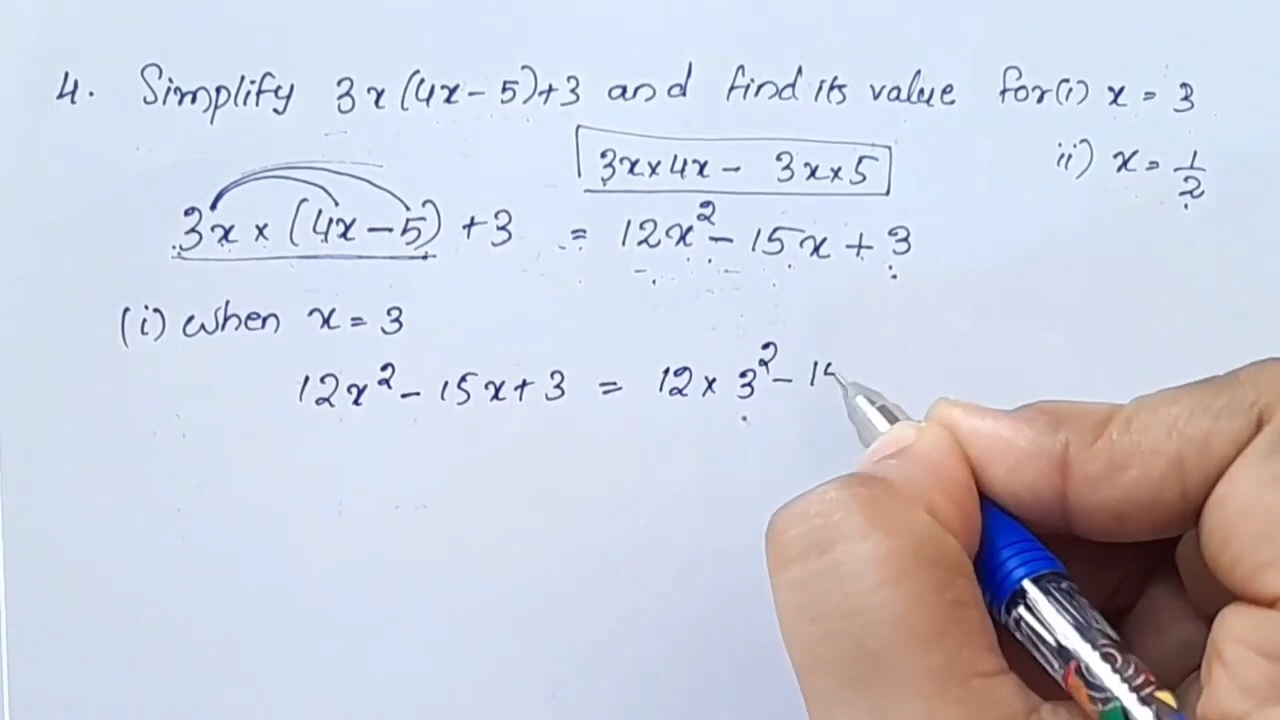 4. Simplify 3x(4x-5)+3 and find its value for(i) x = 3
ii) x = 1/2
3x×4x - 3x×5
3x × (4x-5) +3 = 12x² - 15x + 3
(i) when x = 3
12x² - 15x + 3 = 12 × 3² - 1